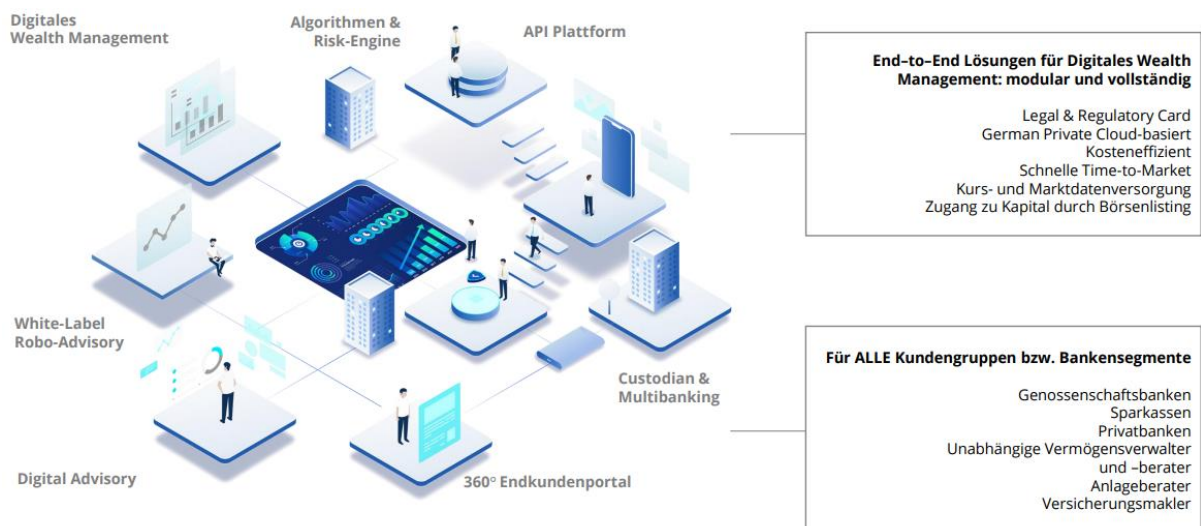 Digitales
Wealth Management
Algorithmen &
Risk-Engine
API Plattform
White-Label
Robo-Advisory
Custodian &
Multibanking
Digital Advisory
360° Endkundenportal
End–to–End Lösungen für Digitales Wealth
Management: modular und vollständig
Legal & Regulatory Card
German Private Cloud-basiert
Kosteneffizient
Schnelle Time-to-Market
Kurs- und Marktdatenversorgung
Zugang zu Kapital durch Börsenlisting
Für ALLE Kundengruppen bzw. Bankensegmente
Genossenschaftsbanken
Sparkassen
Privatbanken
Unabhängige Vermögensverwalter
und –berater
Anlageberater
Versicherungsmakler